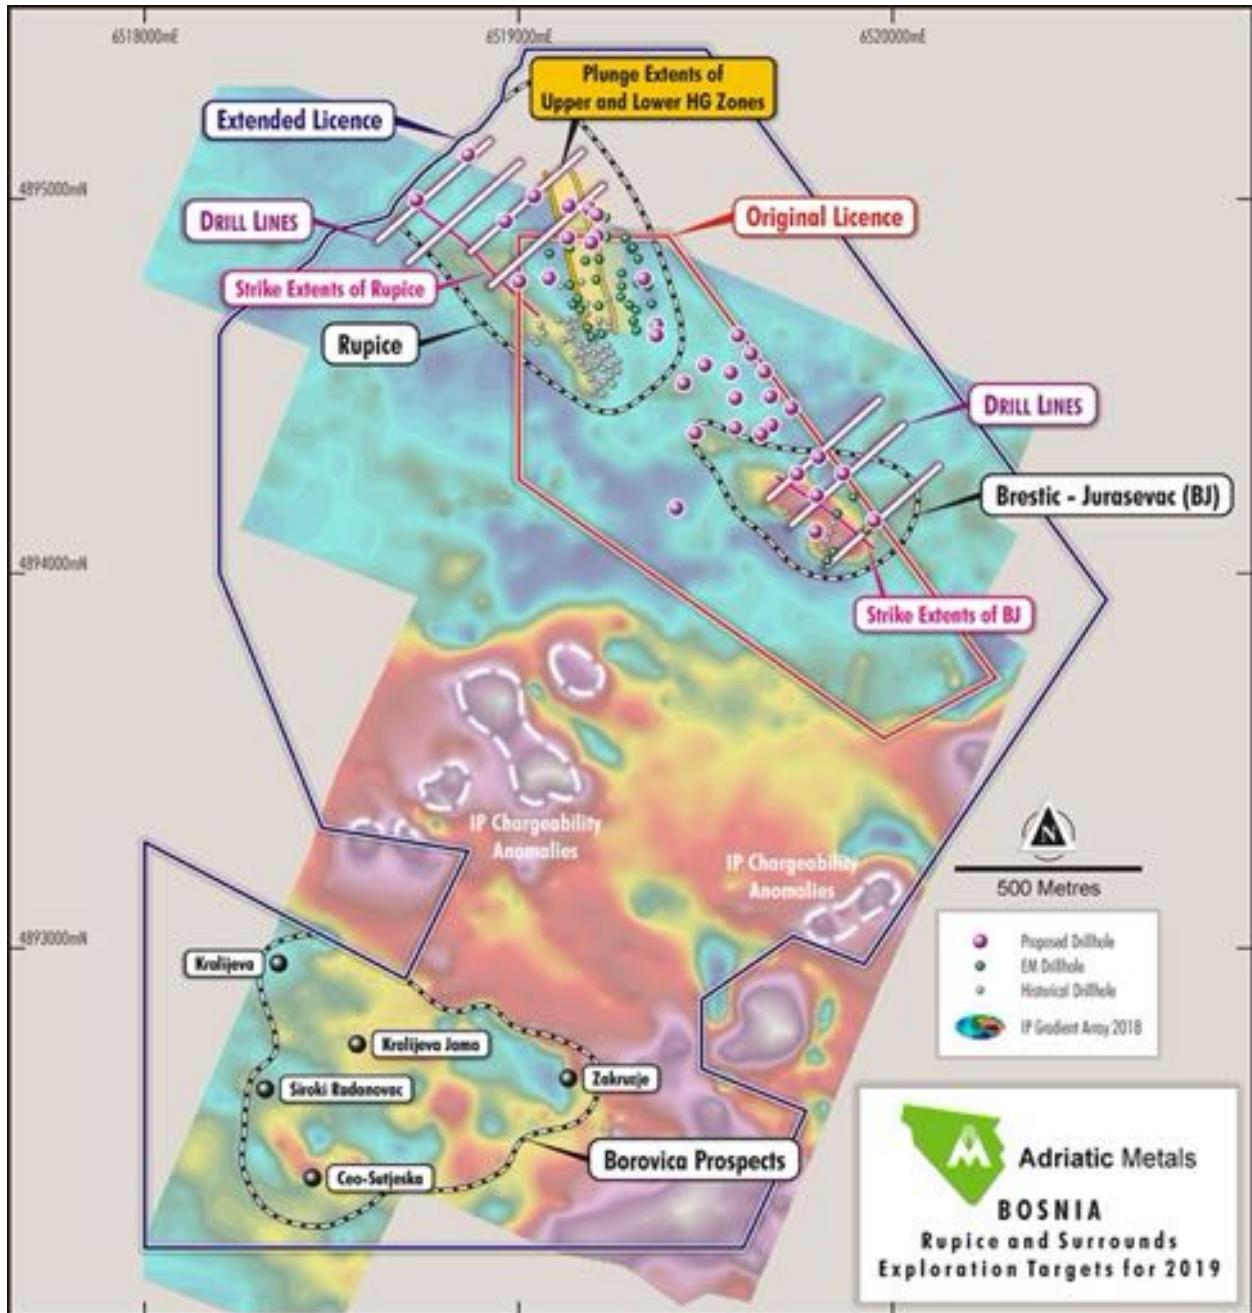 6518000mE
6519000mE
6520000mE
Plunge Extents of
Upper and Lower HG Zones
Extended Licence
4895000mN
DRILL LINES
Original Licence
Strike Extents of Rupice
Rupice
DRILL LINES
Brestic - Jurasevac (BJ)
4894000mN
Strike Extents of BJ
IP Chargeability
Anomalies
IP Chargeability
Anomalies
N
500 Metres
4893000mN
Kralijeva
Proposed Drillhole
EM Drillhole
Historical Drillhole
IP Gradient Array 2018
Kralijeva Jama
Zakruzje
Siroki Radanovac
Borovica Prospects
Ceo-Sutjeska
Adriatic Metals
BOSNIA
Rupice and Surrounds
Exploration Targets for 2019